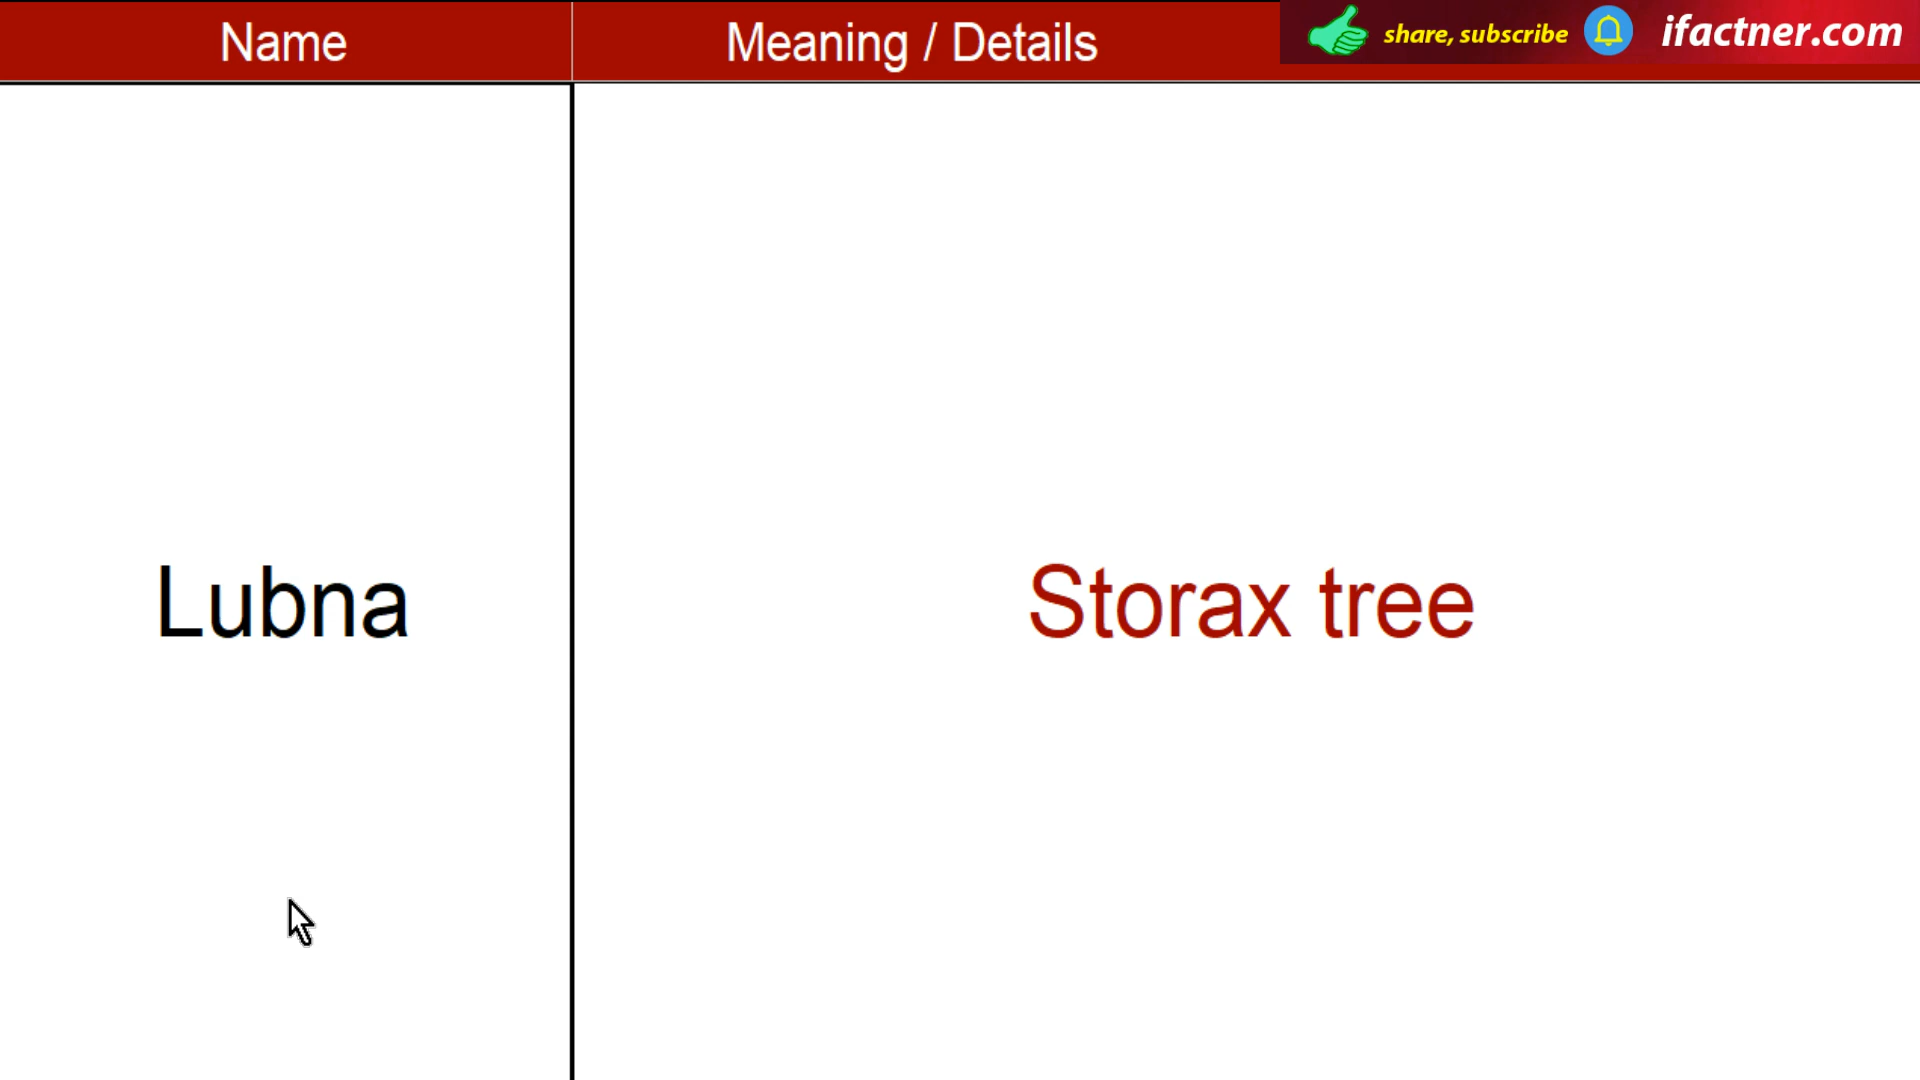 Name
Meaning / Details
share, subscribe
ifactner.com
Lubna
Storax tree